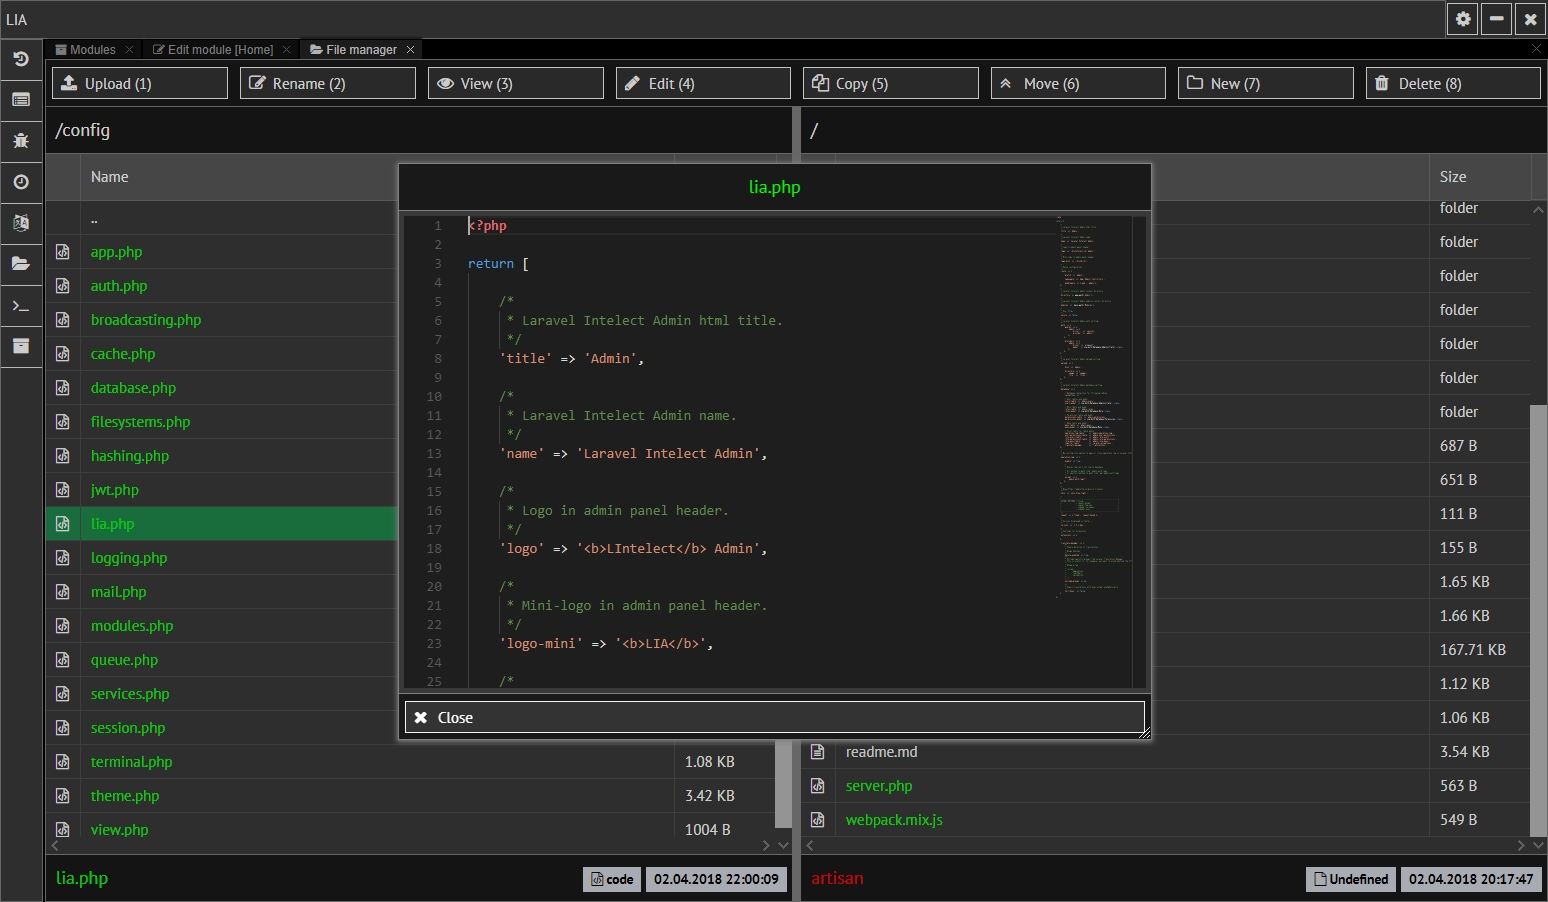 LIA
Modules
Edit module [Home]
File manager
Upload (1)
Rename (2)
View (3)
Edit (4)
Copy (5)
Move (6)
New (7)
Delete (8)
/config
/
Name
..
app.php
auth.php
broadcasting.php
cache.php
database.php
filesystems.php
hashing.php
jwt.php
lia.php
logging.php
mail.php
modules.php
queue.php
services.php
session.php
terminal.php 1.08 KB
theme.php 3.42 KB
view.php 1004 B
lia.php
1 <?php
2
3 return [
4
5 /*
6 * Laravel Intelect Admin html title.
7 */
8 'title' => 'Admin',
9
10 /*
11 * Laravel Intelect Admin name.
12 */
13 'name' => 'Laravel Intelect Admin',
14
15 /*
16 * Logo in admin panel header.
17 */
18 'logo' => '<b>LIntelect</b> Admin',
19
20 /*
21 * Mini-logo in admin panel header.
22 */
23 'logo-mini' => '<b>LIA</b>',
24
25 /*
Close
Size
folder
folder
folder
folder
folder
folder
folder
687 B
651 B
111 B
155 B
1.65 KB
1.66 KB
167.71 KB
1.12 KB
1.06 KB
readme.md 3.54 KB
server.php 563 B
webpack.mix.js 549 B
lia.php
code
02.04.2018 22:00:09
artisan
Undefined
02.04.2018 20:17:47